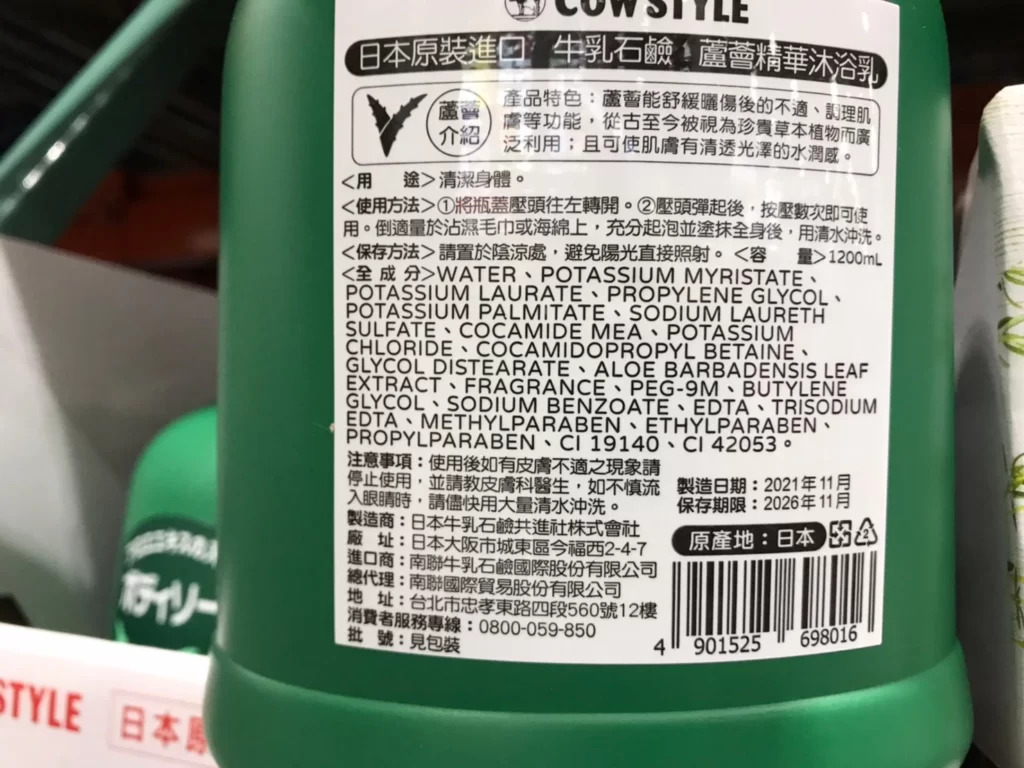 COW STYLE
日本原裝進口 牛乳石鹼 蘆薈精華沐浴乳
蘆薈
介紹
產品特色：蘆薈能舒緩曬傷後的不適、調理肌
膚等功能，從古至今被視為珍貴草本植物而廣
泛利用；且可使肌膚有清透光澤的水潤感。
＜用 途＞清潔身體。
＜使用方法＞①將瓶蓋壓頭往左轉開。②壓頭彈起後，按壓數次即可使
用。倒適量於沾濕毛巾或海綿上，充分起泡並塗抹全身後，用清水沖洗。
＜保存方法＞請置於陰涼處，避免陽光直接照射。＜容 量＞1200mL
＜全 成 分＞WATER、POTASSIUM MYRISTATE、
POTASSIUM LAURATE、PROPYLENE GLYCOL、
POTASSIUM PALMITATE、SODIUM LAURETH
SULFATE、COCAMIDE MEA、POTASSIUM
CHLORIDE、COCAMIDOPROPYL BETAINE、
GLYCOL DISTEARATE、ALOE BARBADENSIS LEAF
EXTRACT、FRAGRANCE、PEG-9M、BUTYLENE
GLYCOL、SODIUM BENZOATE、EDTA、TRISODIUM
EDTA、METHYLPARABEN、ETHYLPARABEN、
PROPYLPARABEN、CI 19140、CI 42053。
注意事項：使用後如有皮膚不適之現象請
停止使用，並請教皮膚科醫生，如不慎流
入眼睛時，請儘快用大量清水沖洗。
製造日期：2021年11月
保存期限：2026年11月
製造商：日本牛乳石鹼共進社株式會社
廠 址：日本大阪市城東區今福西2-4-7
進口商：南聯牛乳石鹼國際股份有限公司
總代理：南聯國際貿易股份有限公司
地 址：台北市忠孝東路四段560號12樓
消費者服務專線：0800-059-850
批 號：見包裝
原產地：日本
4 901525 698016
ボディソー
STYLE
日本原